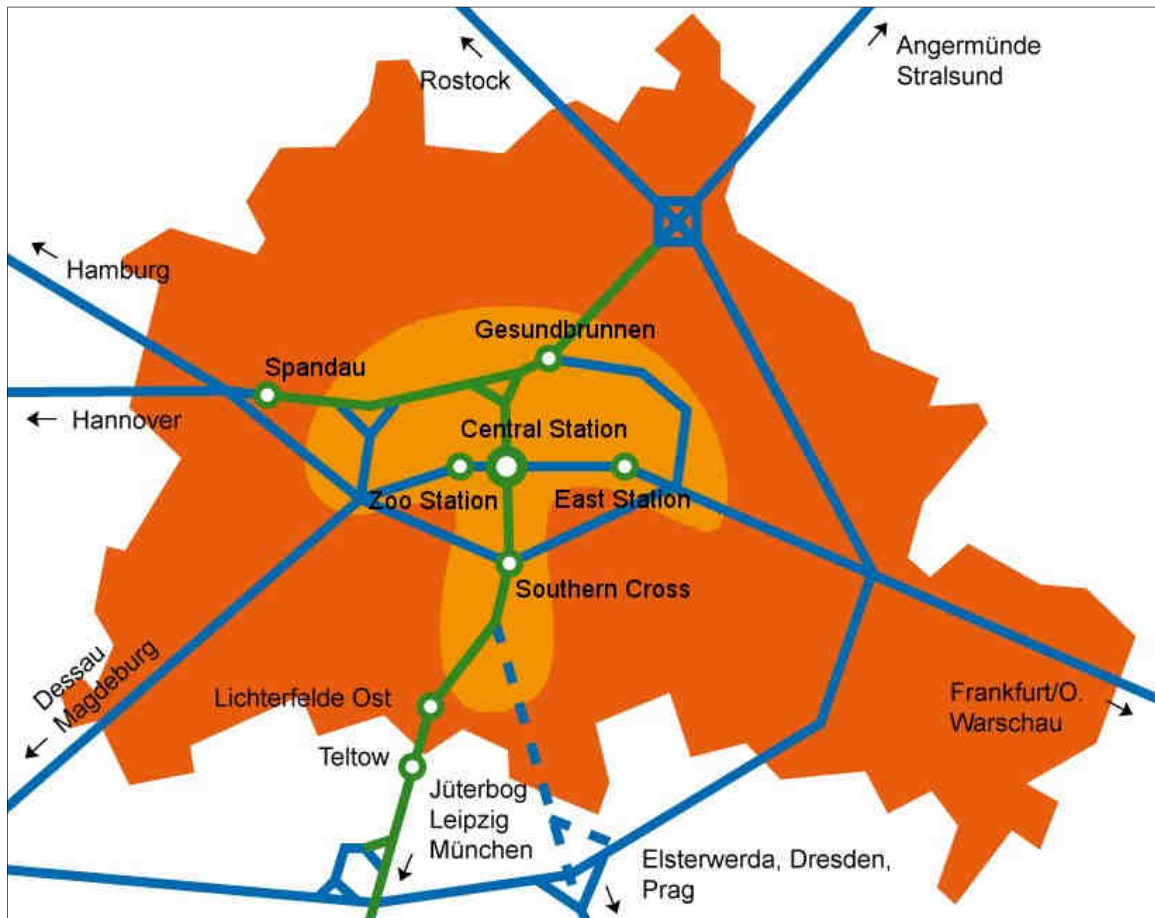 Rostock
Angermünde
Stralsund
Hamburg
Gesundbrunnen
Spandau
Hannover
Central Station
Zoo Station
East Station
Southern Cross
Dessau
Magdeburg
Lichterfelde Ost
Frankfurt/O.
Warschau
Teltow
Jüterbog
Leipzig
München
Elsterwerda, Dresden,
Prag